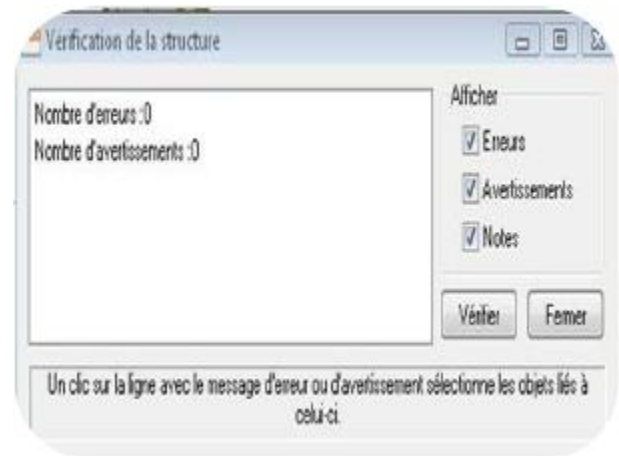 Vérification de la structure
Nombre d'erreurs :0
Nombre d'avertissements :0
Afficher
Erreurs
Avertissements
Notes
Vérifier
Fermer
Un clic sur la ligne avec le message d'erreur ou d'avertissement sélectionne les objets liés à
celui-ci.